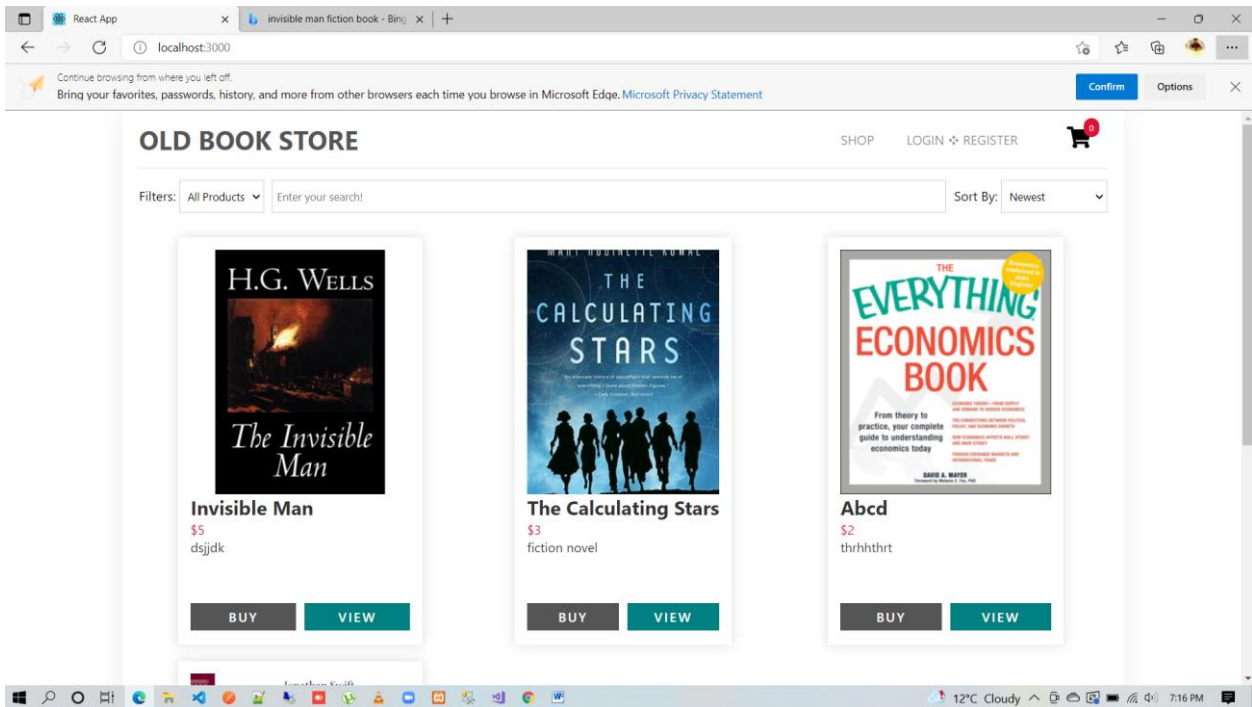 React App
invisible man fiction book - Bing
localhost:3000
Continue browsing from where you left off.
Bring your favorites, passwords, history, and more from other browsers each time you browse in Microsoft Edge. Microsoft Privacy Statement
Confirm
Options
OLD BOOK STORE
SHOP
LOGIN ✣ REGISTER
0
Filters: All Products
Enter your search!
Sort By: Newest
H.G. WELLS
The Invisible
Man
Invisible Man
$5
dsjjdk
BUY VIEW
MARY ROBINETTE KOWAL
THE
CALCULATING
STARS
The Calculating Stars
$3
fiction novel
BUY VIEW
THE
EVERYTHING
ECONOMICS
BOOK
From theory to
practice, your complete
guide to understanding
economics today
DAVID A. MAYER
Abcd
$2
thrhhthrt
BUY VIEW
Jonathan Swift
12°C Cloudy
7:16 PM